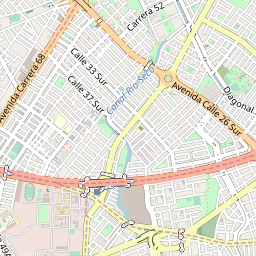 Carrera 52
Avenida Carrera 68
Calle 33 Sur
Calle 37 Sur
Canal Río Seco
Diagonal
Avenida Calle 26 Sur